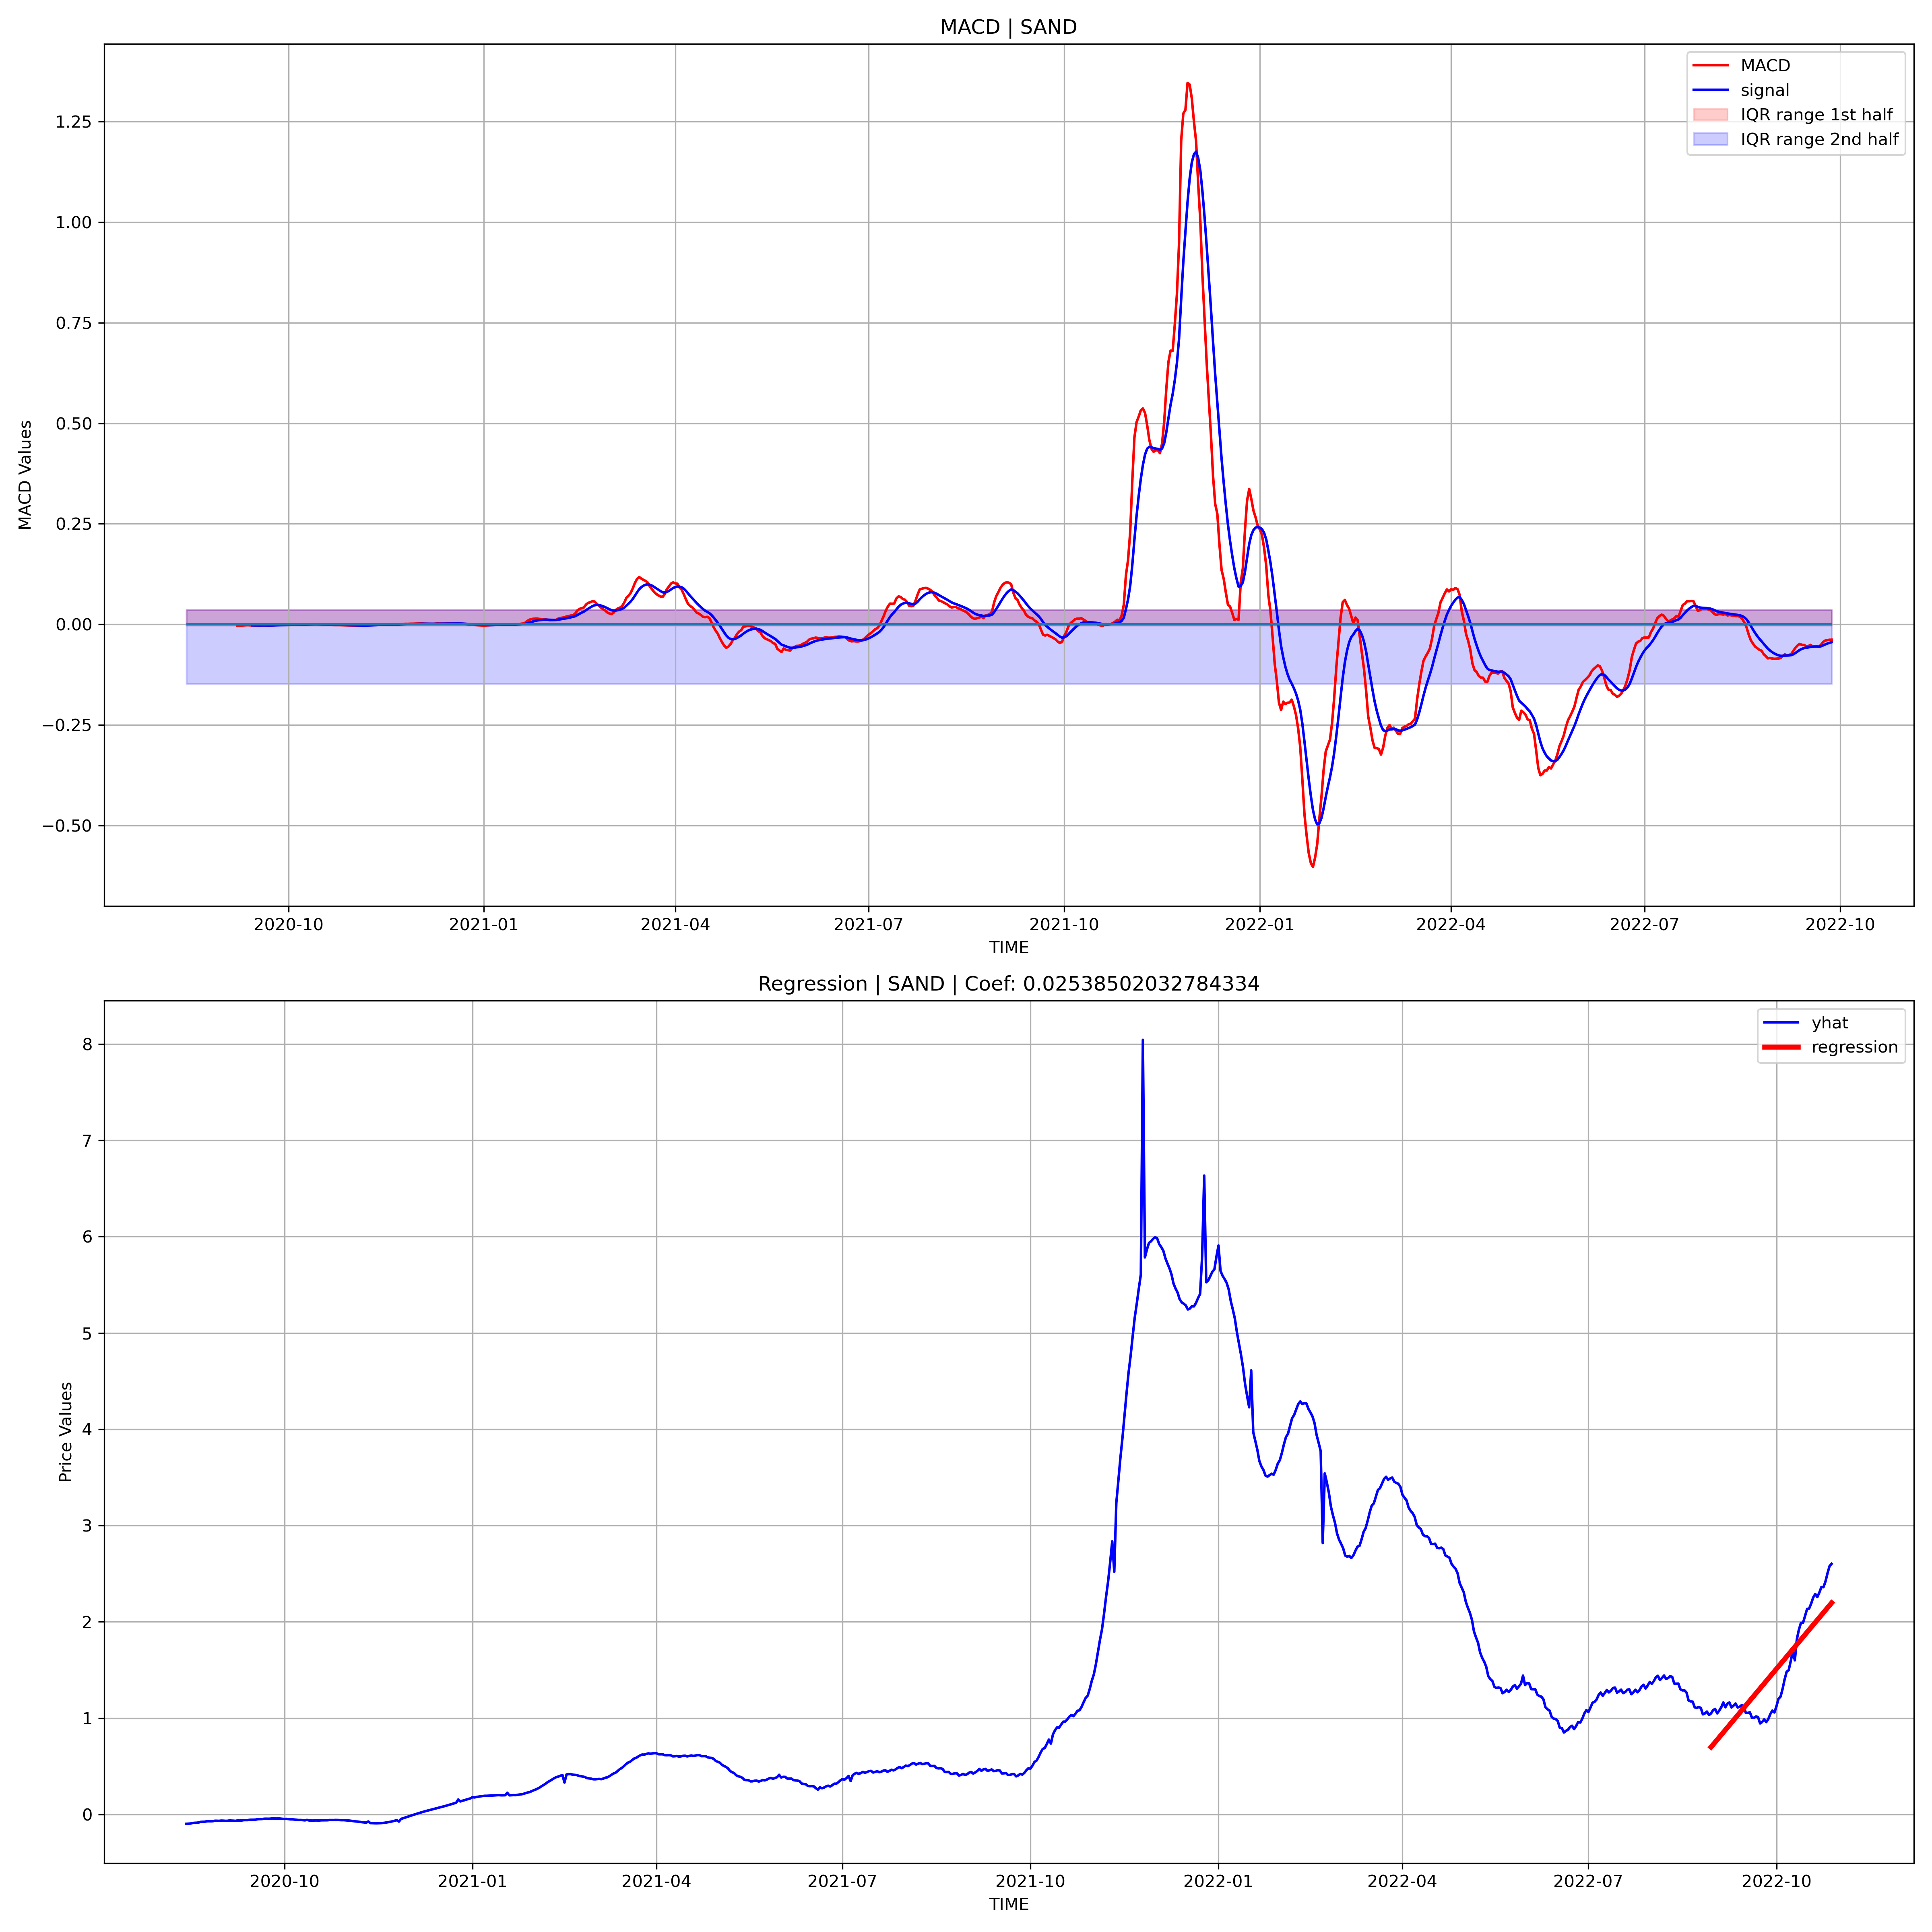 MACD | SAND
MACD
signal
IQR range 1st half
IQR range 2nd half
MACD Values
1.25
1.00
0.75
0.50
0.25
0.00
−0.25
−0.50
2020-10 2021-01 2021-04 2021-07 2021-10 2022-01 2022-04 2022-07 2022-10
TIME
Regression | SAND | Coef: 0.02538502032784334
yhat
regression
Price Values
8
7
6
5
4
3
2
1
0
2020-10 2021-01 2021-04 2021-07 2021-10 2022-01 2022-04 2022-07 2022-10
TIME